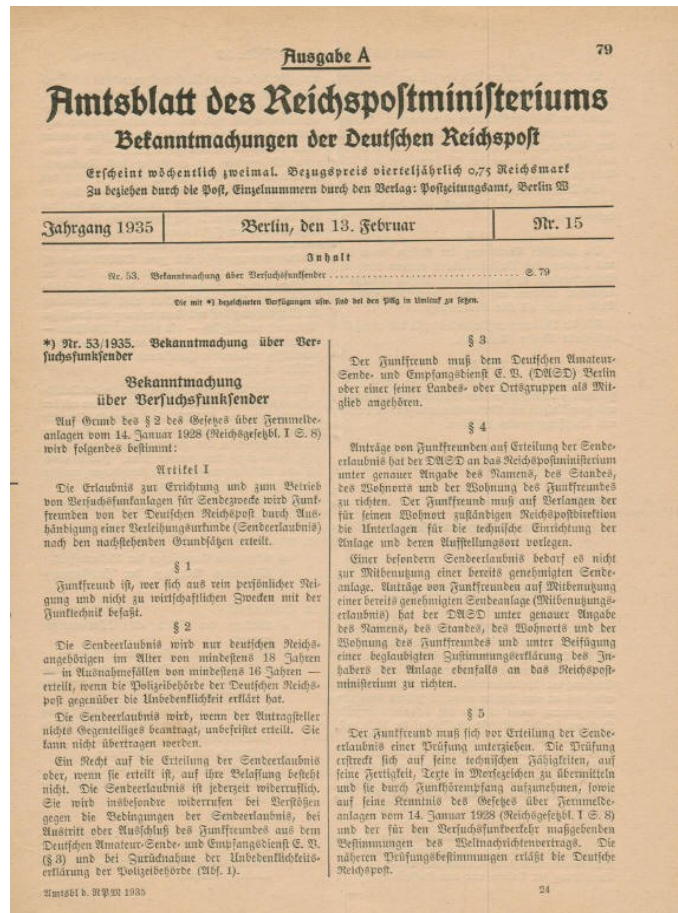 Ausgabe A
79
Amtsblatt des Reichspostministeriums
Bekanntmachungen der Deutschen Reichspost
Erscheint wöchentlich zweimal. Bezugspreis vierteljährlich 0,75 Reichsmark
Zu beziehen durch die Post, Einzelnummern durch den Verlag: Postzeitungsamt, Berlin W
Jahrgang 1935
Berlin, den 13. Februar
Nr. 15
Inhalt
Nr. 53. Bekanntmachung über Versuchsfunksender ................................ S. 79
Die mit *) bezeichneten Verfügungen usw. sind bei den PÄg in Umlauf zu setzen.
*) Nr. 53/1935. Bekanntmachung über Ver-
suchsfunksender
Bekanntmachung
über Versuchsfunksender
Auf Grund des § 2 des Gesetzes über Fernmelde-
anlagen vom 14. Januar 1928 (Reichsgesetzbl. I S. 8)
wird folgendes bestimmt:
Artikel I
Die Erlaubnis zur Errichtung und zum Betrieb
von Versuchsfunkanlagen für Sendezwecke wird Funk-
freunden von der Deutschen Reichspost durch Aus-
händigung einer Verleihungsurkunde (Sendeerlaubnis)
nach den nachstehenden Grundsätzen erteilt.
§ 1
Funkfreund ist, wer sich aus rein persönlicher Nei-
gung und nicht zu wirtschaftlichen Zwecken mit der
Funktechnik befaßt.
§ 2
Die Sendeerlaubnis wird nur deutschen Reichs-
angehörigen im Alter von mindestens 18 Jahren
— in Ausnahmefällen von mindestens 16 Jahren —
erteilt, wenn die Polizeibehörde der Deutschen Reichs-
post gegenüber die Unbedenklichkeit erklärt hat.
Die Sendeerlaubnis wird, wenn der Antragsteller
nichts Gegenteiliges beantragt, unbefristet erteilt. Sie
kann nicht übertragen werden.
Ein Recht auf die Erteilung der Sendeerlaubnis
oder, wenn sie erteilt ist, auf ihre Belassung besteht
nicht. Die Sendeerlaubnis ist jederzeit widerruflich.
Sie wird insbesondre widerrufen bei Verstößen
gegen die Bedingungen der Sendeerlaubnis, bei
Austritt oder Ausschluß des Funkfreundes aus dem
Deutschen Amateur-Sende- und Empfangsdienst E. V.
(§ 3) und bei Zurücknahme der Unbedenklichkeits-
erklärung der Polizeibehörde (Abs. 1).
Amtsbl d. RPM 1935
§ 3
Der Funkfreund muß dem Deutschen Amateur-
Sende- und Empfangsdienst E. V. (DASD) Berlin
oder einer seiner Landes- oder Ortsgruppen als Mit-
glied angehören.
§ 4
Anträge von Funkfreunden auf Erteilung der Sende-
erlaubnis hat der DASD an das Reichspostministerium
unter genauer Angabe des Namens, des Standes,
des Wohnorts und der Wohnung des Funkfreundes
zu richten. Der Funkfreund muß auf Verlangen der
für seinen Wohnort zuständigen Reichspostdirektion
die Unterlagen für die technische Einrichtung der
Anlage und deren Aufstellungsort vorlegen.
Einer besondern Sendeerlaubnis bedarf es nicht
zur Mitbenutzung einer bereits genehmigten Sende-
anlage. Anträge von Funkfreunden auf Mitbenutzung
einer bereits genehmigten Sendeanlage (Mitbenutzungs-
erlaubnis) hat der DASD unter genauer Angabe
des Namens, des Standes, des Wohnorts und der
Wohnung des Funkfreundes und unter Beifügung
einer beglaubigten Zustimmungserklärung des In-
habers der Anlage ebenfalls an das Reichspost-
ministerium zu richten.
§ 5
Der Funkfreund muß sich vor Erteilung der Sende-
erlaubnis einer Prüfung unterziehen. Die Prüfung
erstreckt sich auf seine technischen Fähigkeiten, auf
seine Fertigkeit, Texte in Morsezeichen zu übermitteln
und sie durch Funkhörempfang aufzunehmen, sowie
auf seine Kenntnis des Gesetzes über Fernmelde-
anlagen vom 14. Januar 1928 (Reichsgesetzbl. I S. 8)
und der für den Versuchsfunkverkehr maßgebenden
Bestimmungen des Weltnachrichtenvertrags. Die
näheren Prüfungsbestimmungen erläßt die Deutsche
Reichspost.
24